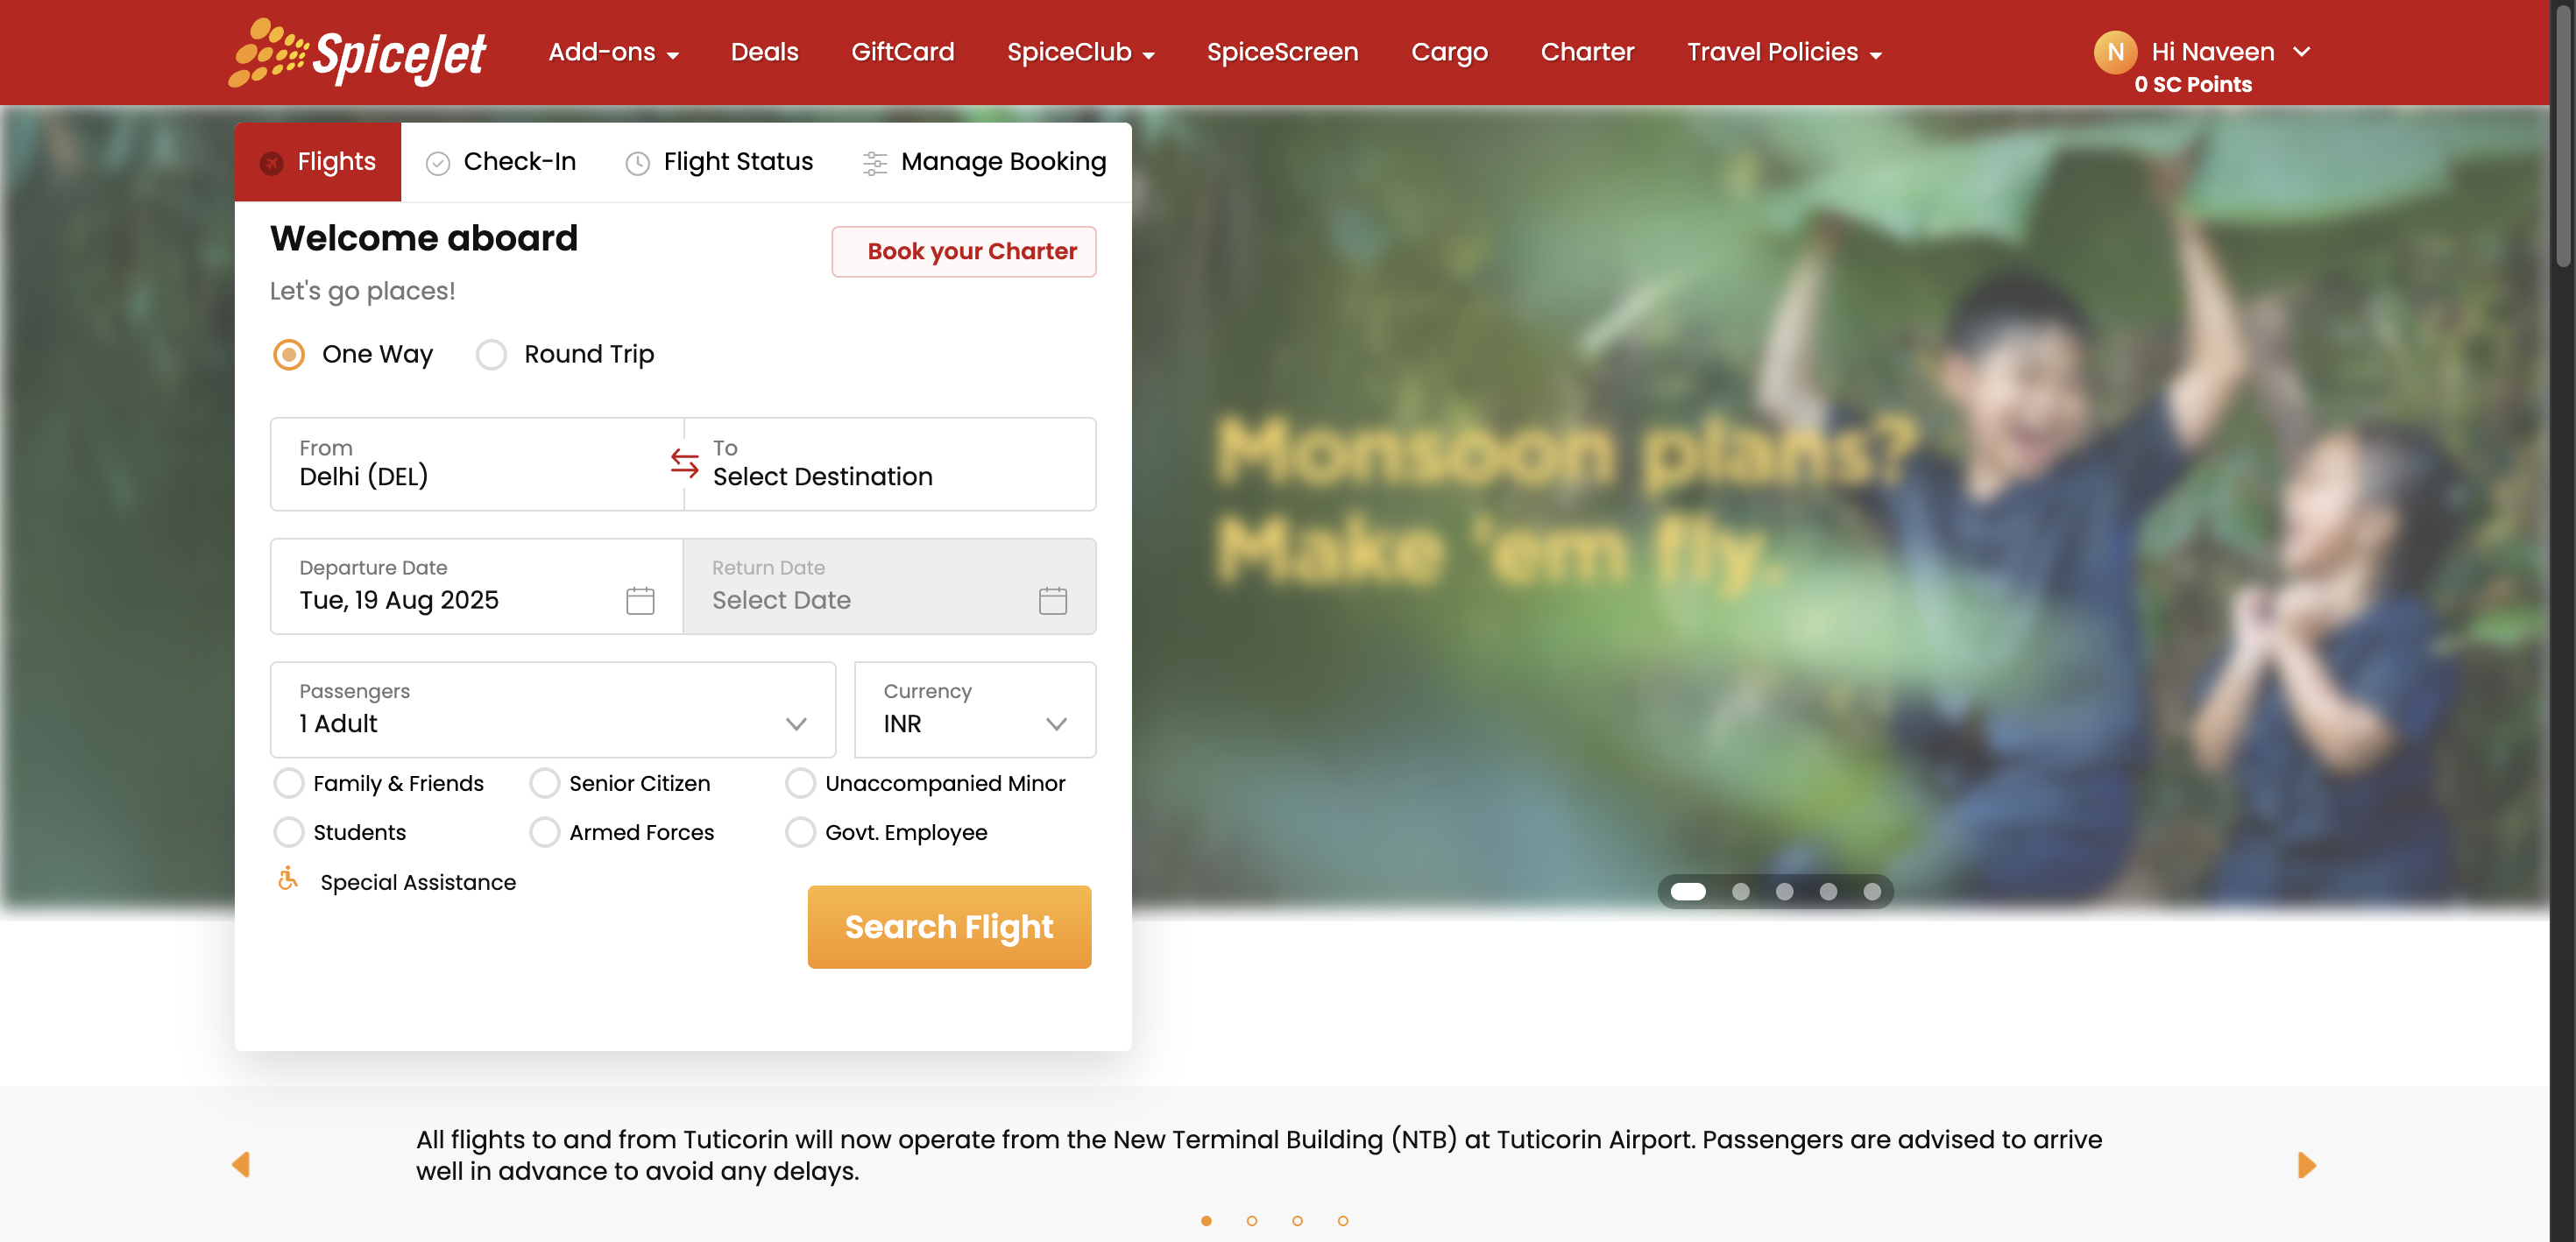 SpiceJet
Add-ons Deals GiftCard SpiceClub SpiceScreen Cargo Charter Travel Policies
N Hi Naveen
0 SC Points
Flights Check-In Flight Status Manage Booking
Welcome aboard
Book your Charter
Let's go places!
One Way Round Trip
From To
Delhi (DEL) Select Destination
Departure Date Return Date
Tue, 19 Aug 2025 Select Date
Passengers Currency
1 Adult INR
Family & Friends Senior Citizen Unaccompanied Minor
Students Armed Forces Govt. Employee
Special Assistance
Search Flight
Monsoon plans?
Make 'em fly.
All flights to and from Tuticorin will now operate from the New Terminal Building (NTB) at Tuticorin Airport. Passengers are advised to arrive
well in advance to avoid any delays.